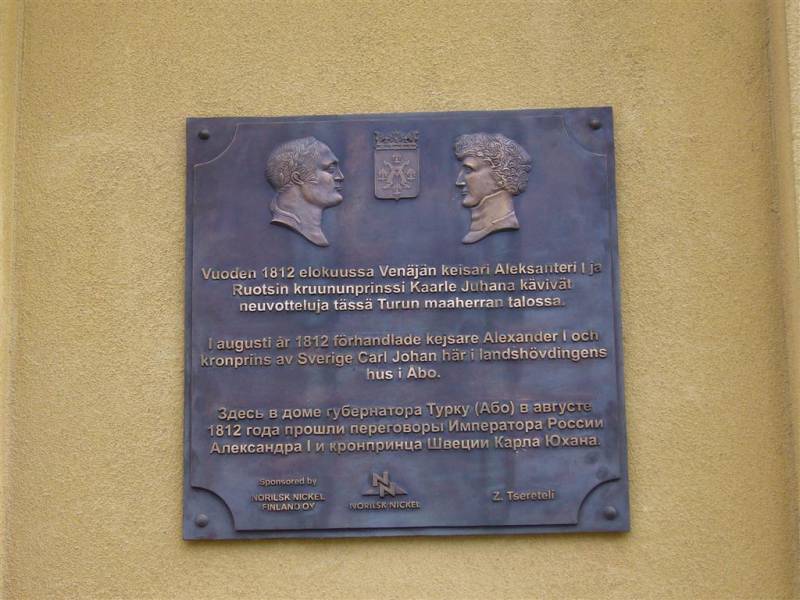 Vuoden 1812 elokuussa Venäjän keisari Aleksanteri I ja
Ruotsin kruununprinssi Kaarle Juhana kävivät
neuvotteluja tässä Turun maaherran talossa.
I augusti år 1812 förhandlade kejsare Alexander I och
kronprins av Sverige Carl Johan här i landshövdingens
hus i Åbo.
Здесь в доме губернатора Турку (Або) в августе
1812 года прошли переговоры Императора России
Александра I и кронпринца Швеции Карла Юхана.
Sponsored by
NORILSK NICKEL
FINLAND OY
NN
NORILSK NICKEL
Z. Tsereteli